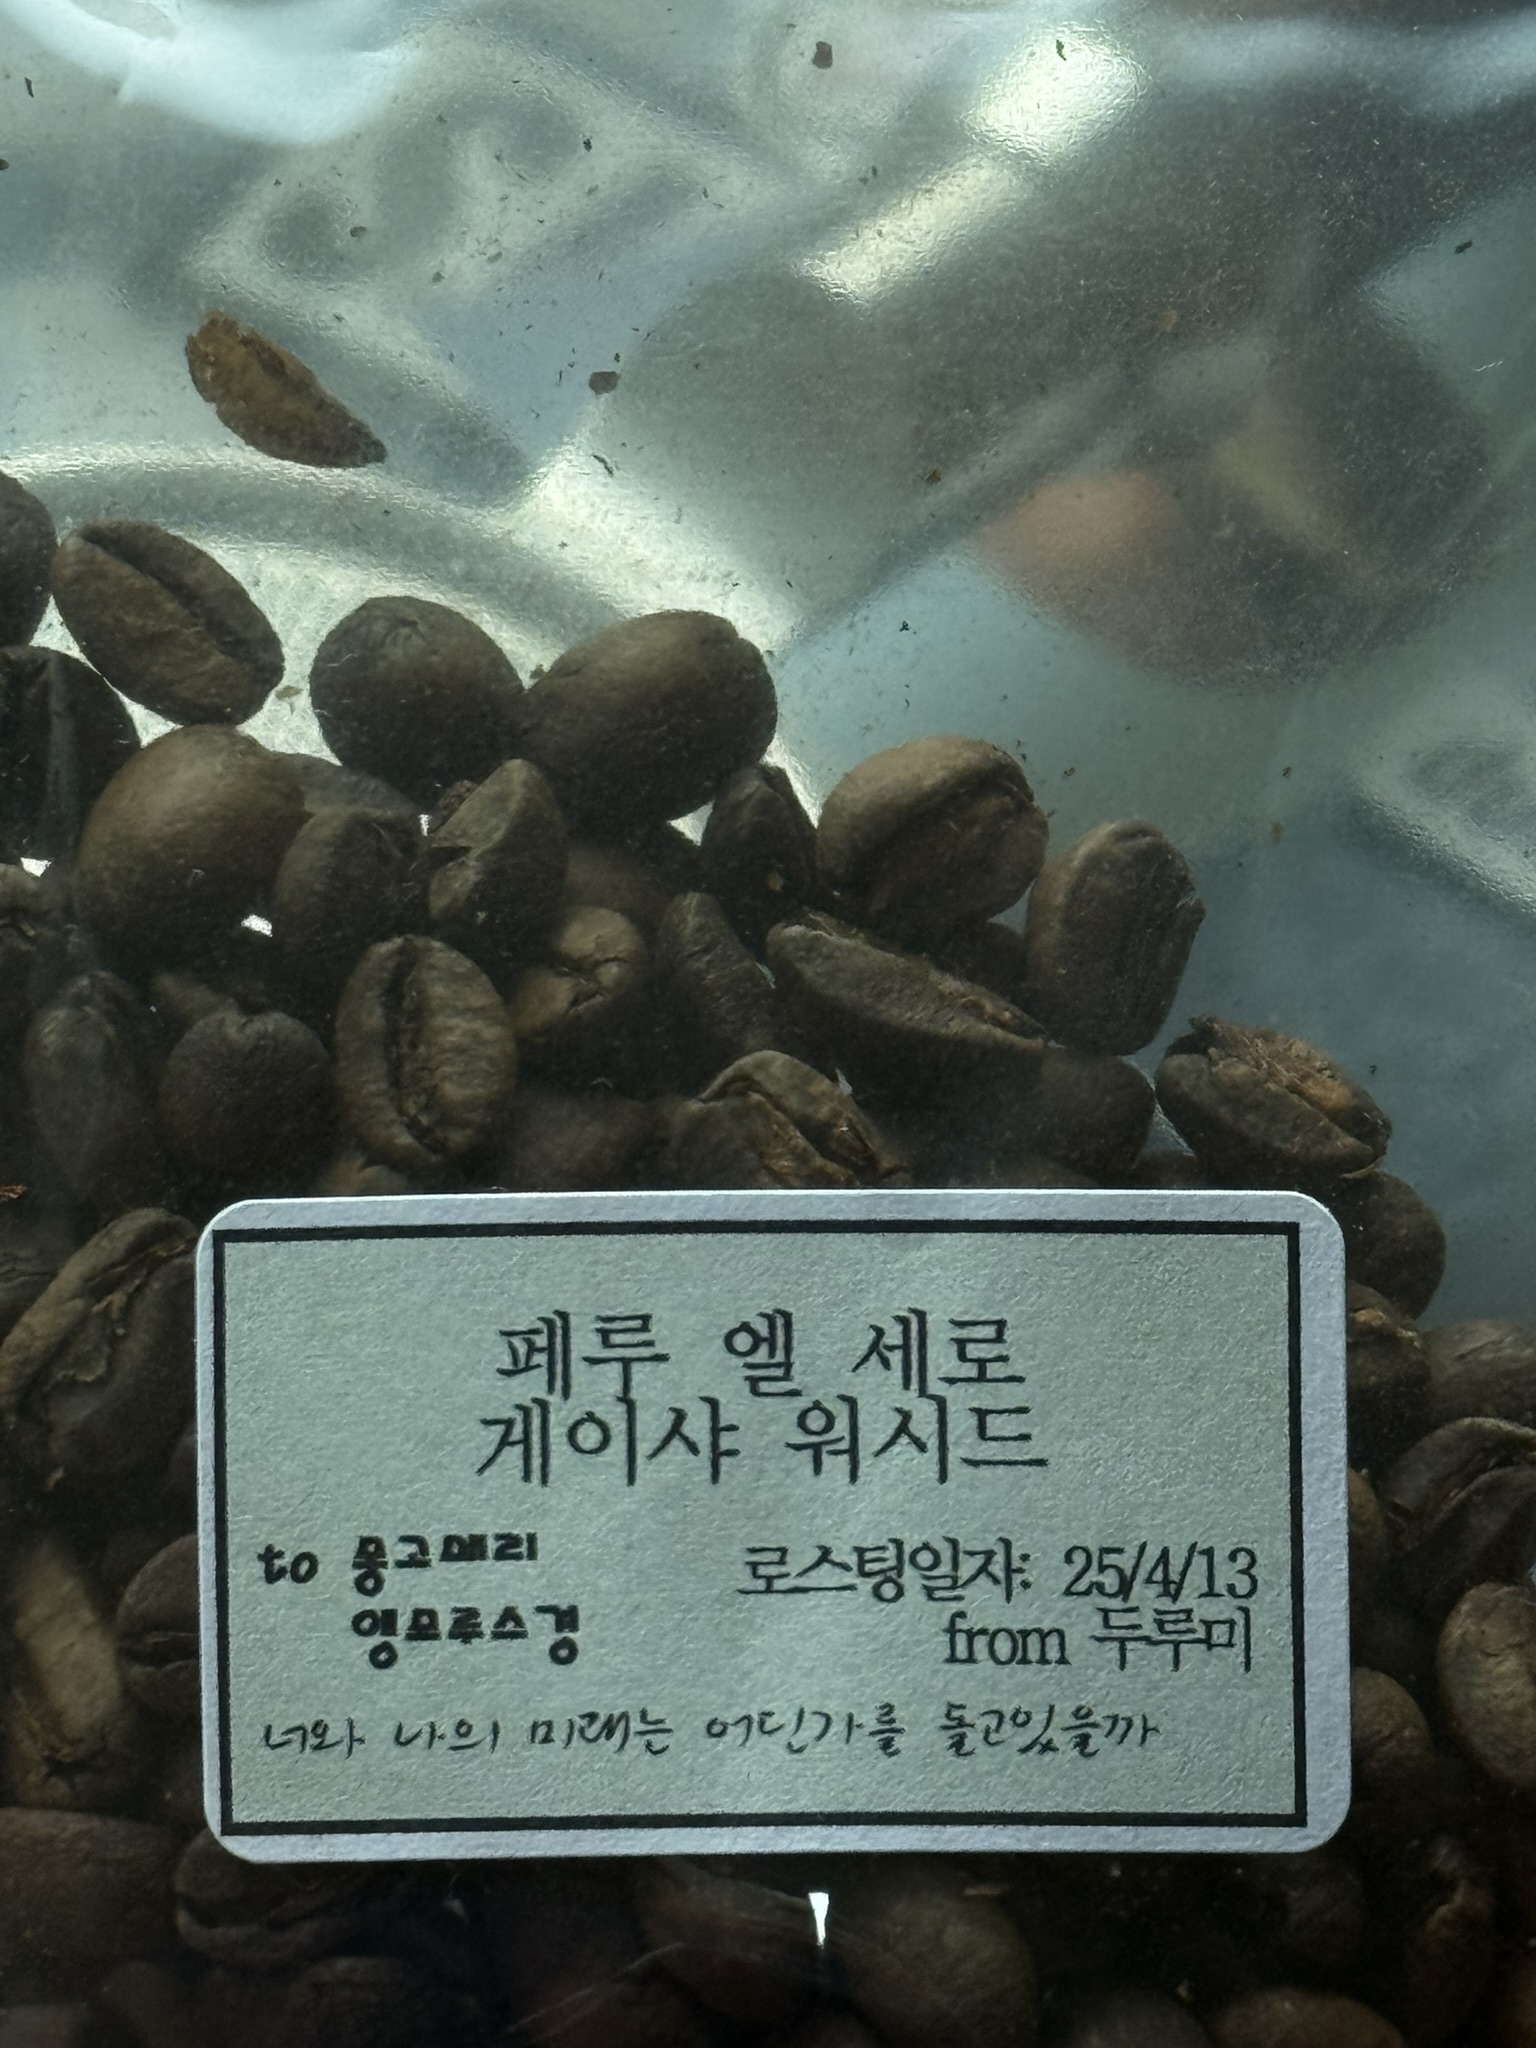 페루 엘 세로
게이샤 워시드
to 몽고메리
앵므루스경
로스팅일자: 25/4/13
from 두루미
너와 나의 미래는 어딘가를 돌고있을까